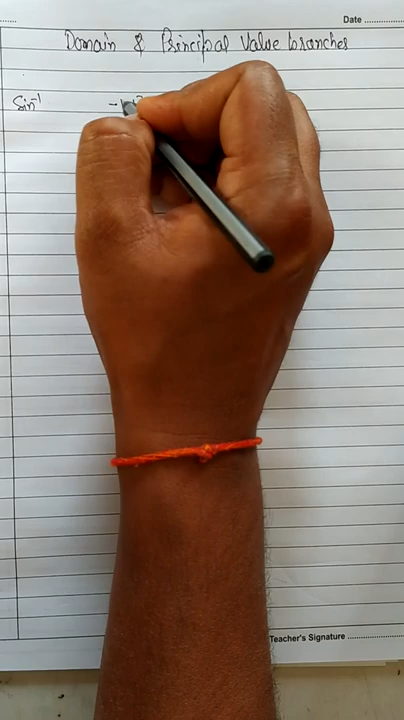 Date ..............
Domain & Principal Value branches
Sin⁻¹
Teacher's Signature ..............